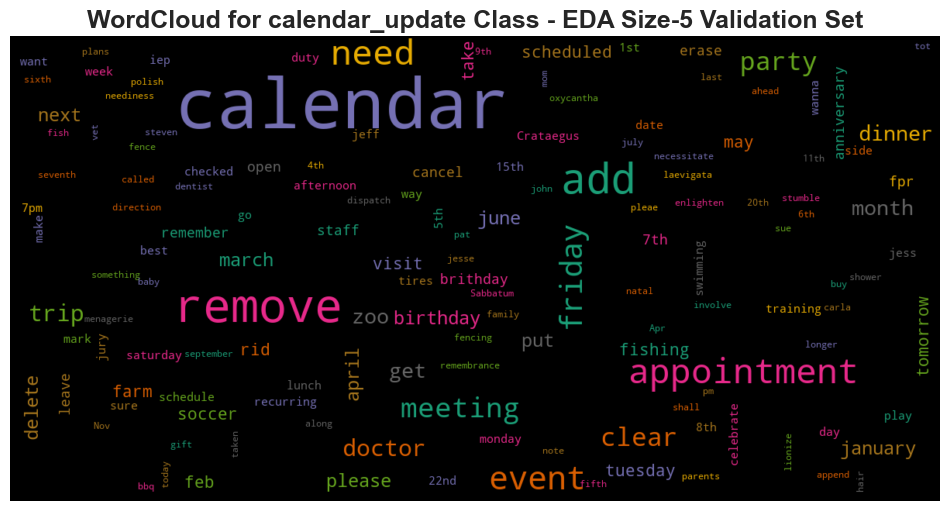 WordCloud for calendar_update Class - EDA Size-5 Validation Set
plans
want
week
iep
duty
need
take
9th
scheduled
1st
erase
party
tot
sixth
polish
neediness
calendar
mom
last
ahead
wanna
anniversary
next
oxycantha
fish
vet
steven
fence
jeff
Crataegus
date
july
may
dinner
side
seventh
called
checked
open
4th
cancel
15th
necessitate
11th
dentist
afternoon
dispatch
way
john
add
laevigata
fpr
7pm
make
direction
go
5th
june
pleae
enlighten
20th
stumble
6th
month
remember
staff
pat
friday
7th
sue
best
march
visit
jesse
swimming
jess
something
baby
tires
brithday
Sabbatum
natal
shower
buy
trip
menagerie
remove
zoo
birthday
family
involve
training
carla
tomorrow
mark
jury
saturday
september
rid
fencing
put
Apr
fishing
longer
april
get
remembrance
appointment
delete
leave
farm
sure
schedule
lunch
recurring
soccer
along
meeting
pm
shall
play
Nov
gift
taken
doctor
monday
note
clear
8th
celebrate
day
lionize
january
today
bbq
feb
please
22nd
event
fifth
tuesday
parents
append
hair